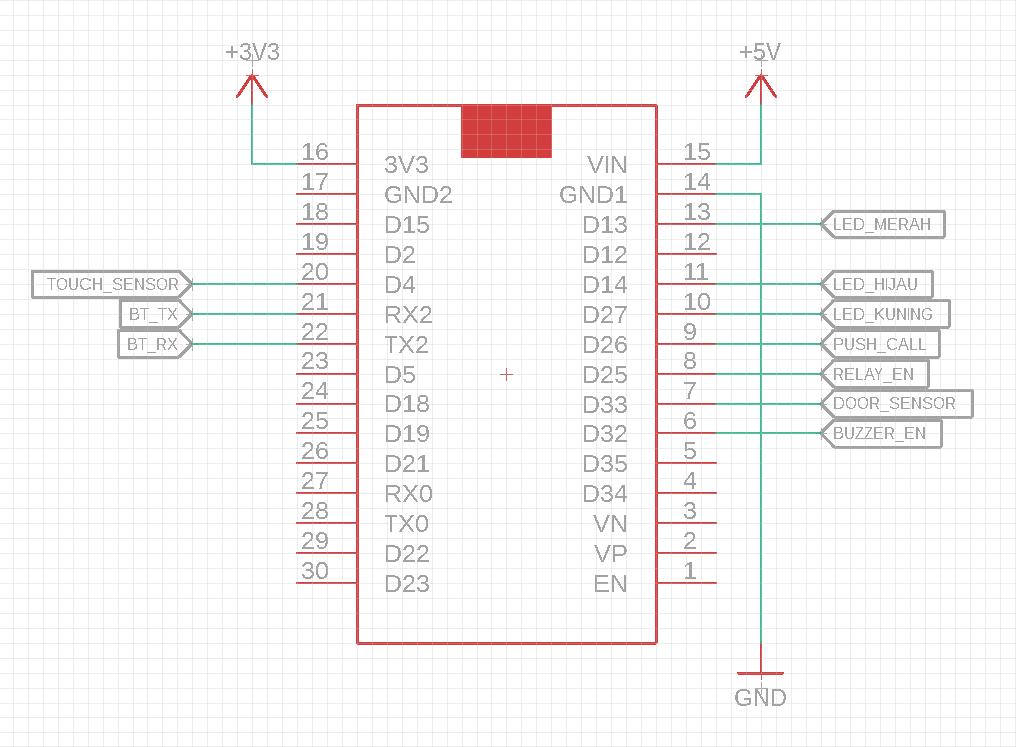 +3V3
+5V
16 3V3 VIN 15
17 GND2 GND1 14
18 D15 D13 13 LED_MERAH
19 D2 D12 12
TOUCH_SENSOR 20 D4 D14 11 LED_HIJAU
BT_TX 21 RX2 D27 10 LED_KUNING
BT_RX 22 TX2 D26 9 PUSH_CALL
23 D5 D25 8 RELAY_EN
24 D18 D33 7 DOOR_SENSOR
25 D19 D32 6 BUZZER_EN
26 D21 D35 5
27 RX0 D34 4
28 TX0 VN 3
29 D22 VP 2
30 D23 EN 1
GND